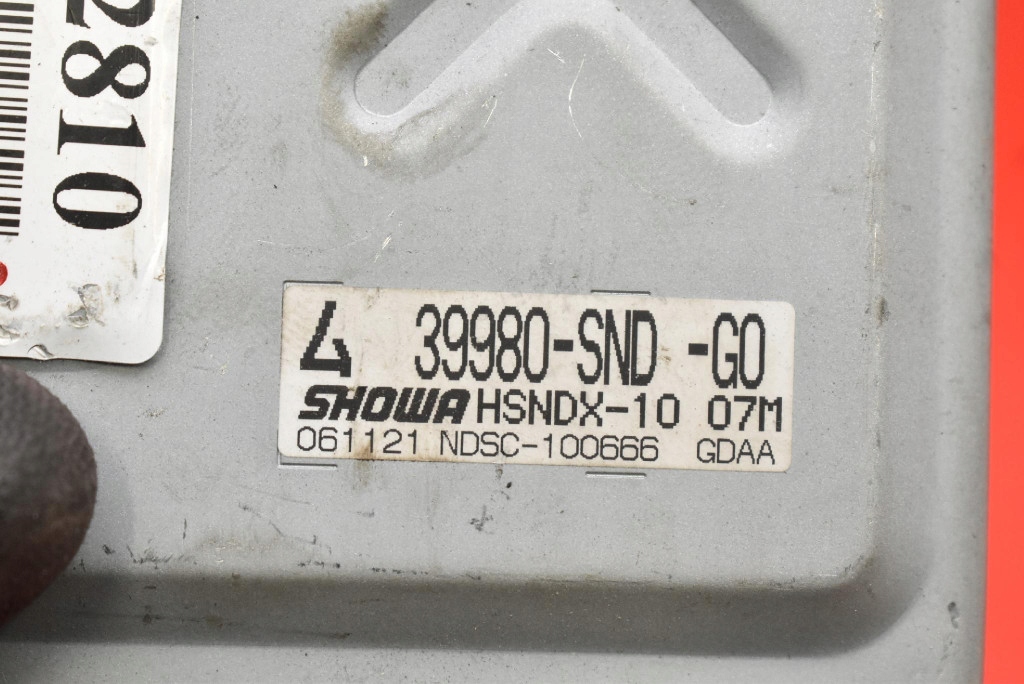 2810
L 39980-SND -G0
SHOWA HSNDX-10 07M
061121 NDSC-100666 GDAA